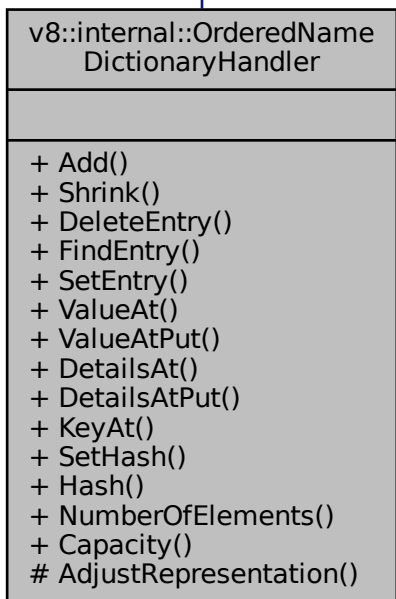 v8::internal::OrderedName
DictionaryHandler
+ Add()
+ Shrink()
+ DeleteEntry()
+ FindEntry()
+ SetEntry()
+ ValueAt()
+ ValueAtPut()
+ DetailsAt()
+ DetailsAtPut()
+ KeyAt()
+ SetHash()
+ Hash()
+ NumberOfElements()
+ Capacity()
# AdjustRepresentation()